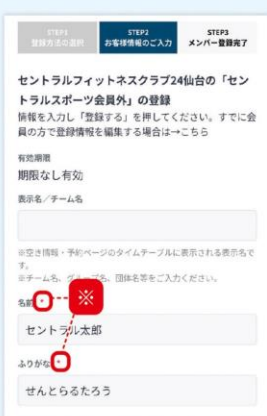 STEP1
登録方法の選択
STEP2
お客様情報のご入力
STEP3
メンバー登録完了
セントラルフィットネスクラブ24仙台の「セン
トラルスポーツ会員外」の登録
情報を入力し「登録する」を押してください。すでに会
員の方で登録情報を編集する場合は→こちら
有効期限
期限なし有効
表示名／チーム名
※空き情報・予約ページのタイムテーブルに表示される表示名で
す。
※チーム名、グループ名、団体名等をご入力ください。
名前 *
※
セントラル太郎
ふりがな *
せんとらるたろう